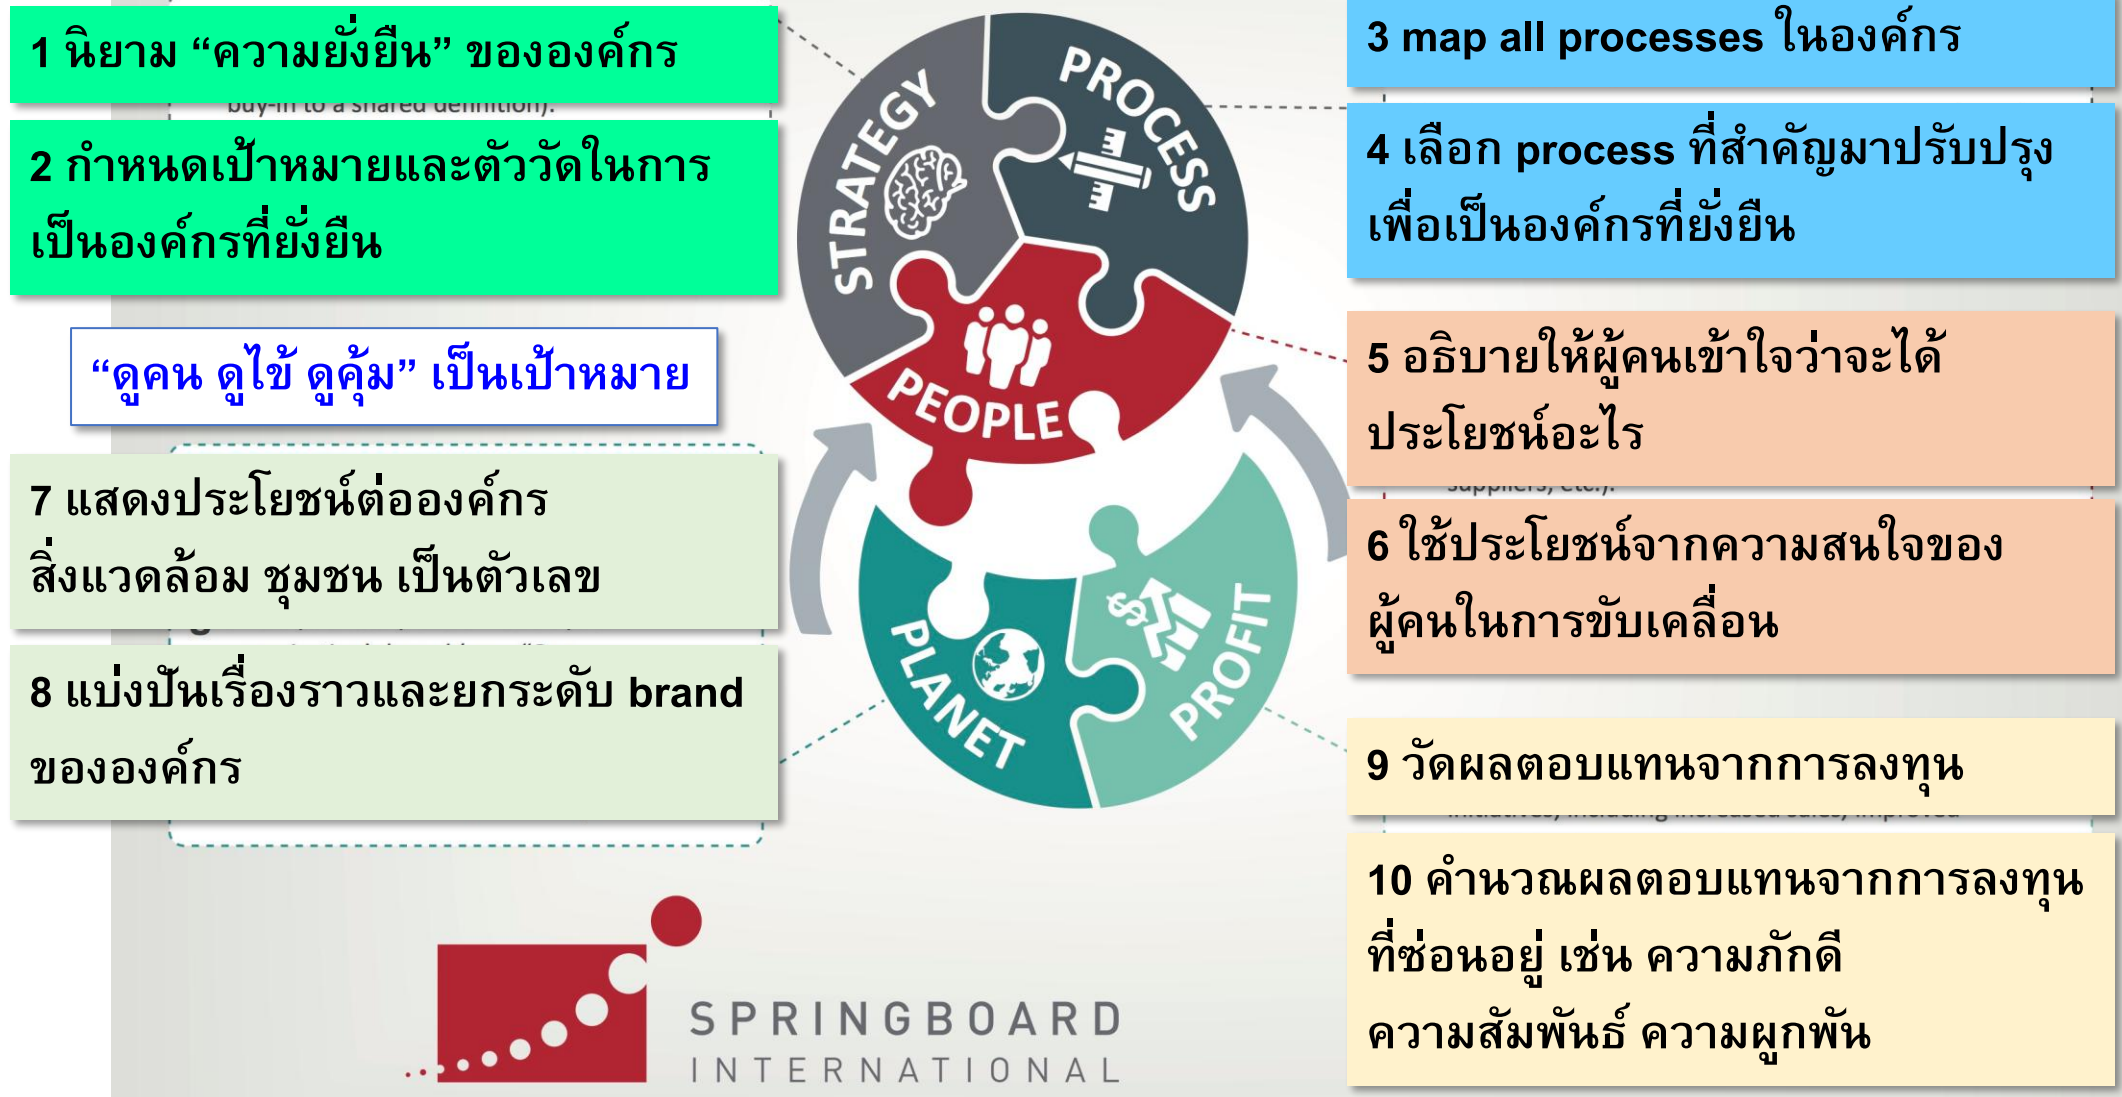 1 นิยาม “ความยั่งยืน” ขององค์กร
buy-in to a shared definition).
2 กำหนดเป้าหมายและตัววัดในการ
เป็นองค์กรที่ยั่งยืน
“ดูคน ดูไข้ ดูคุ้ม” เป็นเป้าหมาย
7 แสดงประโยชน์ต่อองค์กร
สิ่งแวดล้อม ชุมชน เป็นตัวเลข
8 แบ่งปันเรื่องราวและยกระดับ brand
ขององค์กร
STRATEGY
PROCESS
PEOPLE
PLANET
PROFIT
3 map all processes ในองค์กร
4 เลือก process ที่สำคัญมาปรับปรุง
เพื่อเป็นองค์กรที่ยั่งยืน
5 อธิบายให้ผู้คนเข้าใจว่าจะได้
ประโยชน์อะไร
suppliers, etc.).
6 ใช้ประโยชน์จากความสนใจของ
ผู้คนในการขับเคลื่อน
9 วัดผลตอบแทนจากการลงทุน
initiatives, including increased sales, improved
10 คำนวณผลตอบแทนจากการลงทุน
ที่ซ่อนอยู่ เช่น ความภักดี
ความสัมพันธ์ ความผูกพัน
SPRINGBOARD
INTERNATIONAL